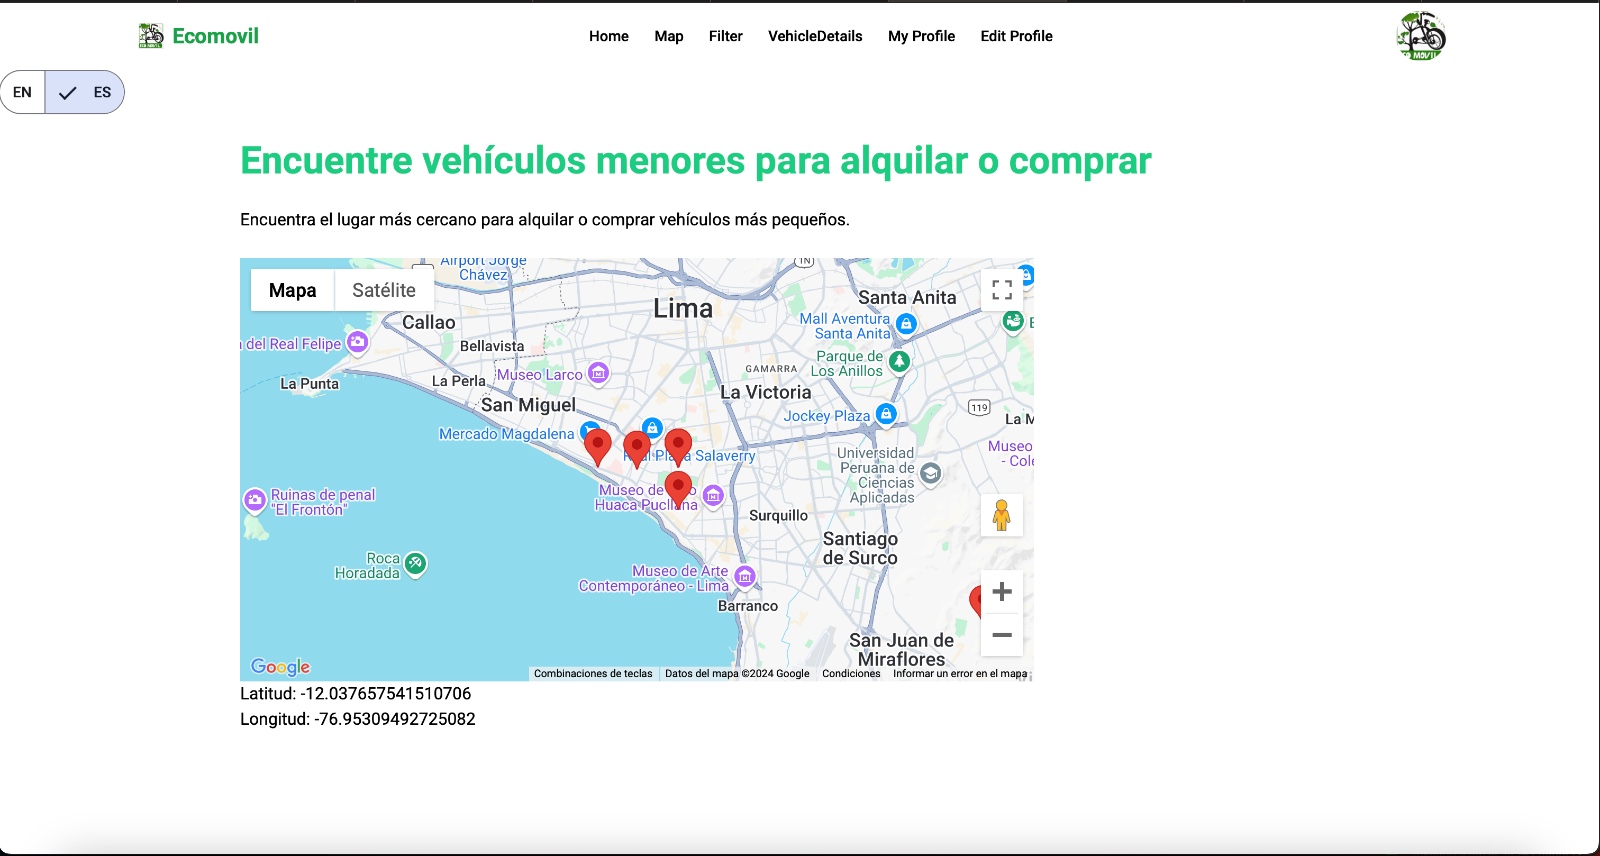 Ecomovil
Home Map Filter VehicleDetails My Profile Edit Profile
EN ES
Encuentre vehículos menores para alquilar o comprar
Encuentra el lugar más cercano para alquilar o comprar vehículos más pequeños.
Mapa Satélite
Airport Jorge
Chávez
1N
Lima
Santa Anita
Callao
Mall Aventura
Santa Anita
del Real Felipe
Bellavista
Parque de
Los Anillos
GAMARRA
La Punta
La Perla
Museo Larco
La Victoria
San Miguel
119
Jockey Plaza
La M
Mercado Magdalena
Real Plaza Salaverry
Universidad
Peruana de
Ciencias
Aplicadas
Museo
- Cole
Ruinas de penal
"El Frontón"
Museo de
Huaca Pucllana
Surquillo
Santiago
de Surco
Roca
Horadada
Museo de Arte
Contemporáneo - Lima
Barranco
San Juan de
Miraflores
Google
Combinaciones de teclas Datos del mapa ©2024 Google Condiciones Informar un error en el mapa
Latitud: -12.037657541510706
Longitud: -76.95309492725082